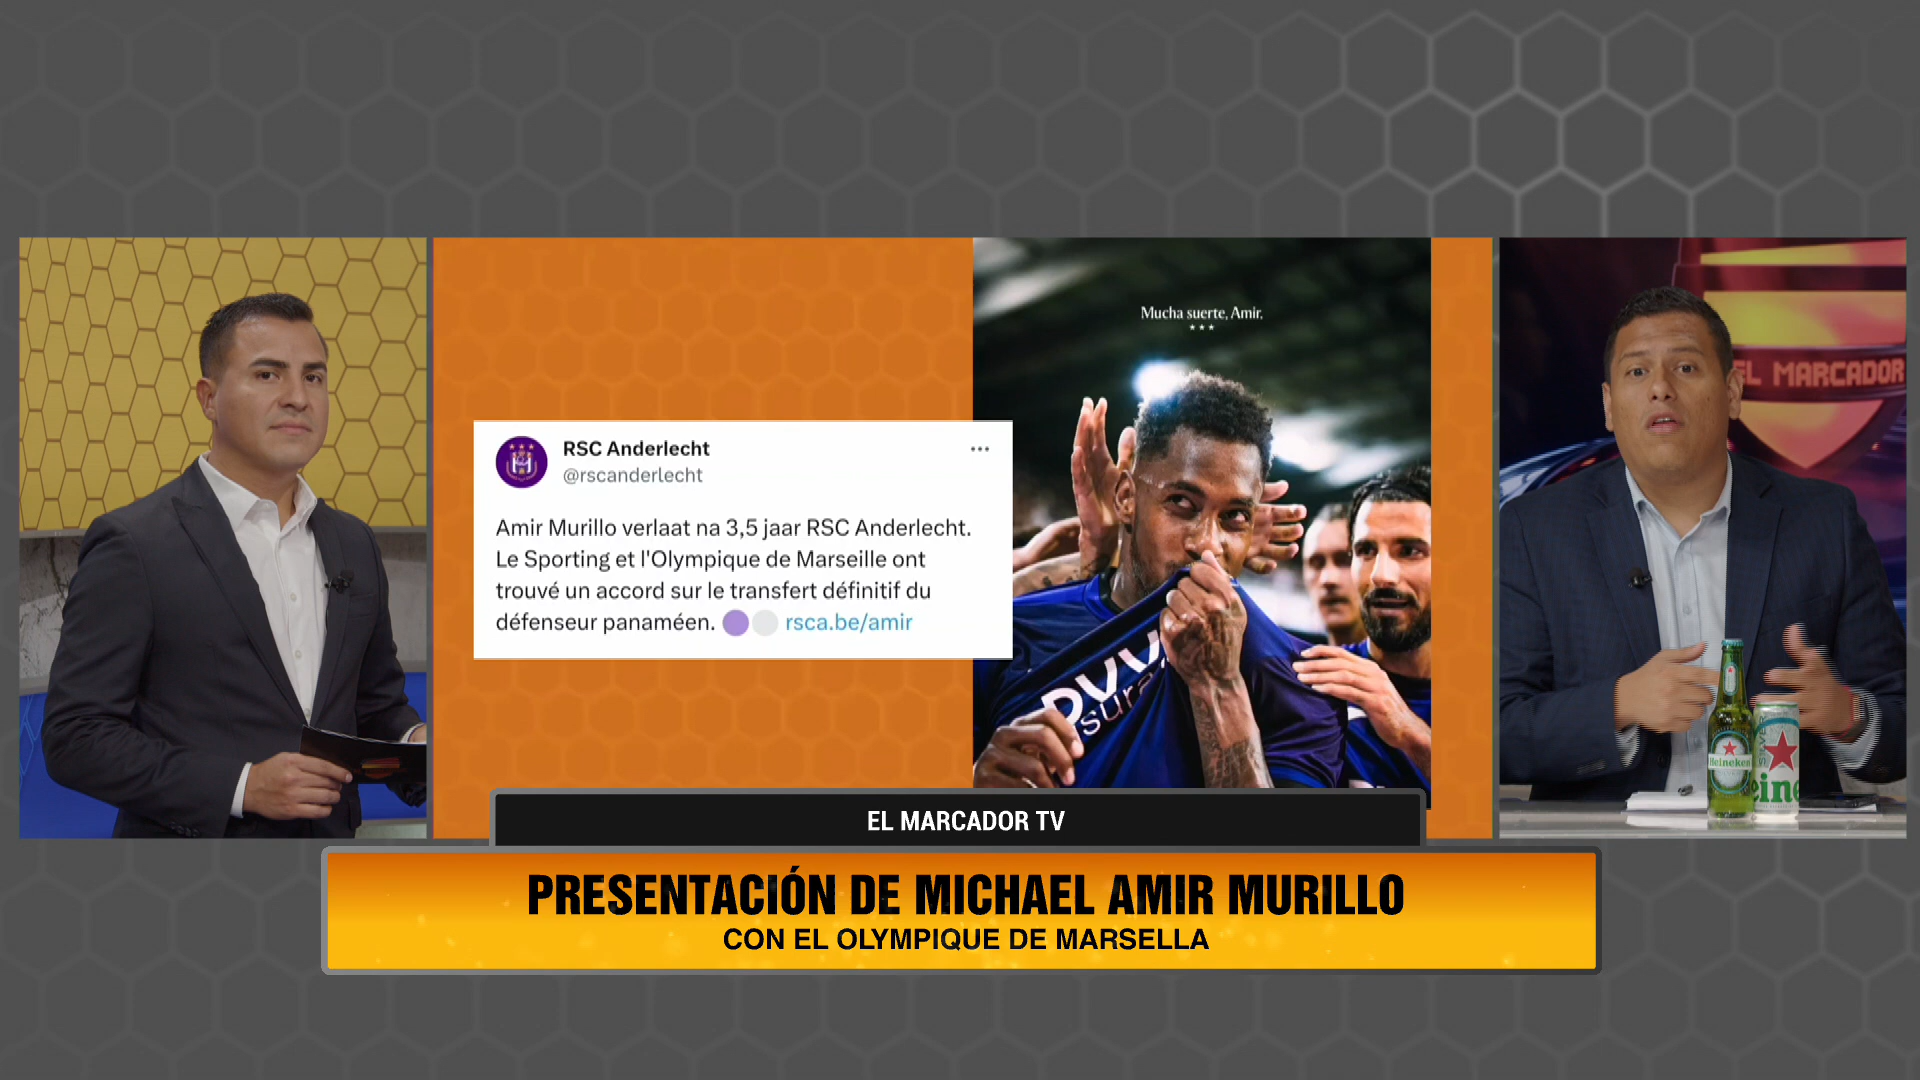 Mucha suerte, Amir.
EL MARCADOR
RSC Anderlecht
@rscanderlecht
Amir Murillo verlaat na 3,5 jaar RSC Anderlecht.
Le Sporting et l'Olympique de Marseille ont
trouvé un accord sur le transfert définitif du
défenseur panaméen. rsca.be/amir
DVV
Heineken
EL MARCADOR TV
PRESENTACIÓN DE MICHAEL AMIR MURILLO
CON EL OLYMPIQUE DE MARSELLA